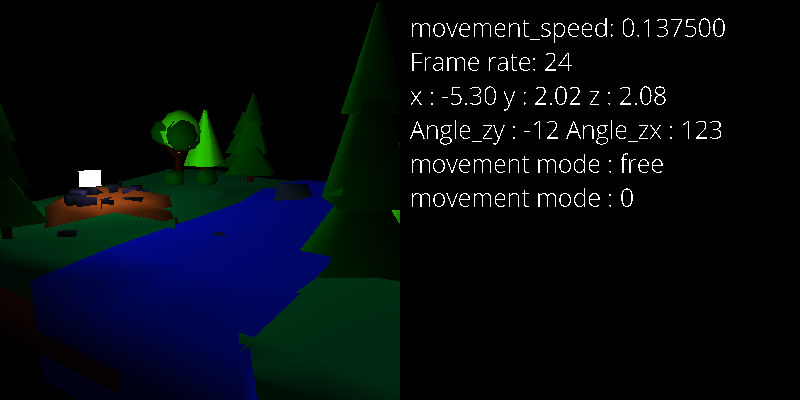 movement_speed: 0.137500
Frame rate: 24
x : -5.30 y : 2.02 z : 2.08
Angle_zy : -12 Angle_zx : 123
movement mode : free
movement mode : 0